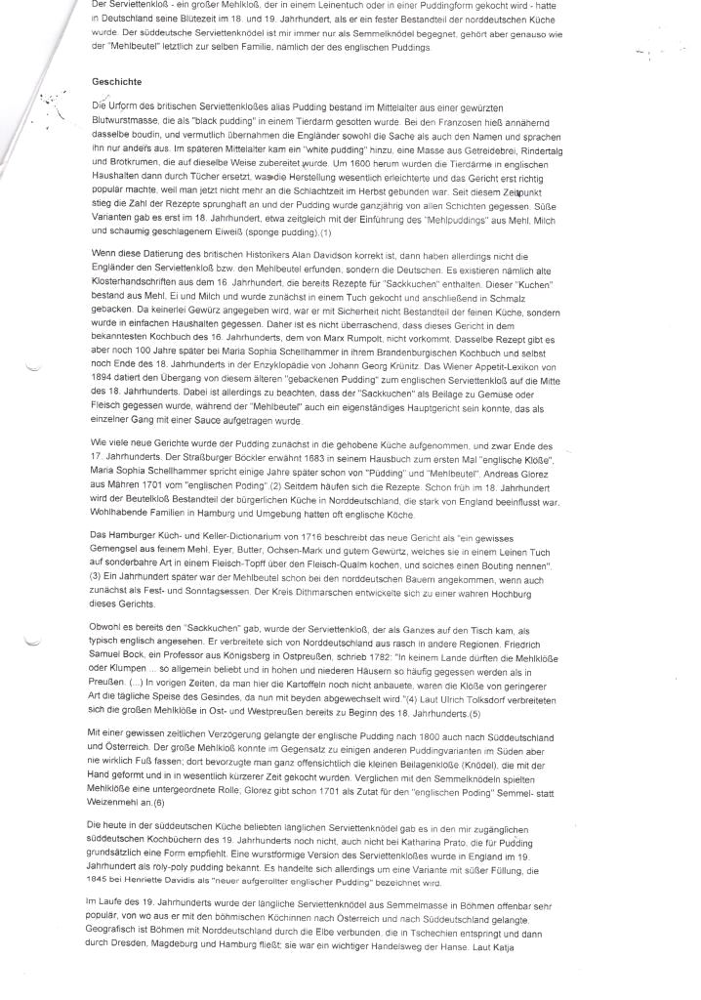 Der Serviettenkloß - ein großer Mehlkloß, der in einem Leinentuch oder in einer Puddingform gekocht wird - hatte
in Deutschland seine Blütezeit im 18. und 19. Jahrhundert, als er ein fester Bestandteil der norddeutschen Küche
wurde. Der süddeutsche Serviettenkloß ist mir immer nur als Semmelknödel begegnet, gehört aber genauso wie
der "Mehlbeutel" letztlich zur selben Familie, nämlich der des englischen Puddings.
Geschichte
Die Urform des britischen Serviettenkloßes alias Pudding bestand im Mittelalter aus einer gewürzten
Blutwurstmasse, die als "black pudding" in einem Tierdarm gesotten wurde. Bei den Franzosen hieß annähernd
dasselbe boudin, und vermutlich übernahmen die Engländer sowohl die Sache als auch den Namen und sprachen
ihn nur anders aus. Im späteren Mittelalter kam ein "white pudding" hinzu, eine Masse aus Getreidebrei, Rindertalg
und Brotkrumen, die auf dieselbe Weise zubereitet wurde. Um 1600 herum wurden die Tierdärme in englischen
Haushalten dann durch Tücher ersetzt, was die Herstellung wesentlich erleichterte und das Gericht erst richtig
populär machte, weil man jetzt nicht mehr an die Schlachtzeit im Herbst gebunden war. Seit diesem Zeitpunkt
stieg die Zahl der Rezepte sprunghaft an und der Pudding wurde ganzjährig von allen Schichten gegessen. Süße
Varianten gab es erst im 18. Jahrhundert, etwa zeitgleich mit der Einführung des "Mehlpuddings" aus Mehl, Milch
und schaumig geschlagenem Eiweiß (sponge pudding).(1)
Wenn diese Datierung des britischen Historikers Alan Davidson korrekt ist, dann haben allerdings nicht die
Engländer den Serviettenkloß bzw. den Mehlbeutel erfunden, sondern die Deutschen. Es existieren nämlich alte
Klosterhandschriften aus dem 16. Jahrhundert, die bereits Rezepte für "Sackkuchen" enthalten. Dieser "Kuchen"
bestand aus Mehl, Ei und Milch und wurde zunächst in einem Tuch gekocht und anschließend in Schmalz
gebacken. Da keinerlei Gewürz angegeben wird, war er mit Sicherheit nicht Bestandteil der feinen Küche, sondern
wurde in einfachen Haushalten gegessen. Daher ist es nicht überraschend, dass dieses Gericht in dem
bekanntesten Kochbuch des 16. Jahrhunderts, dem von Marx Rumpolt, nicht vorkommt. Dasselbe Rezept gibt es
aber noch 100 Jahre später bei Maria Sophia Schellhammer in ihrem Brandenburgischen Kochbuch und selbst
noch Ende des 18. Jahrhunderts in der Enzyklopädie von Johann Georg Krünitz. Das Wiener Appetit-Lexikon von
1894 datiert den Übergang von diesem älteren "gebackenen Pudding" zum englischen Serviettenkloß auf die Mitte
des 18. Jahrhunderts. Dabei ist allerdings zu beachten, dass der "Sackkuchen" als Beilage zu Gemüse oder
Fleisch gegessen wurde, während der "Mehlbeutel" auch ein eigenständiges Hauptgericht sein konnte, das als
einzelner Gang mit einer Sauce aufgetragen wurde.
Wie viele neue Gerichte wurde der Pudding zunächst in die gehobene Küche aufgenommen, und zwar Ende des
17. Jahrhunderts. Der Straßburger Böckler erwähnt 1683 in seinem Hausbuch zum ersten Mal "englische Klöße",
Maria Sophia Schellhammer spricht einige Jahre später schon von "Püdding" und "Mehlbeutel", Andreas Glorez
aus Mähren 1701 vom "englischen Poding".(2) Seitdem häufen sich die Rezepte. Schon früh im 18. Jahrhundert
wird der Beutelkloß Bestandteil der bürgerlichen Küche in Norddeutschland, die stark von England beeinflusst war.
Wohlhabende Familien in Hamburg und Umgebung hatten oft englische Köche.
Das Hamburger Küch- und Keller-Dictionarium von 1716 beschreibt das neue Gericht als "ein gewisses
Gemengsel aus feinem Mehl, Eyer, Butter, Ochsen-Mark und gutem Gewürtz, welches sie in einem Leinen Tuch
auf sonderbahre Art in einem Fleisch-Topff über den Fleisch-Qualm kochen, und solches einen Bouting nennen".
(3) Ein Jahrhundert später war der Mehlbeutel schon bei den norddeutschen Bauern angekommen, wenn auch
zunächst als Fest- und Sonntagsessen. Der Kreis Dithmarschen entwickelte sich zu einer wahren Hochburg
dieses Gerichts.
Obwohl es bereits den "Sackkuchen" gab, wurde der Serviettenkloß, der als Ganzes auf den Tisch kam, als
typisch englisch angesehen. Er verbreitete sich von Norddeutschland aus rasch in andere Regionen. Friedrich
Samuel Bock, ein Professor aus Königsberg in Ostpreußen, schrieb 1782: "In keinem Lande dürften die Mehlklöße
oder Klumpen ... so allgemein beliebt und in hohen und niederen Häusern so häufig gegessen werden als in
Preußen. (...) In vorigen Zeiten, da man hier die Kartoffeln noch nicht anbauete, waren die Klöße von geringerer
Art die tägliche Speise des Gesindes, da nun mit beyden abgewechselt wird."(4) Laut Ulrich Tolksdorf verbreiteten
sich die großen Mehlklöße in Ost- und Westpreußen bereits zu Beginn des 18. Jahrhunderts.(5)
Mit einer gewissen zeitlichen Verzögerung gelangte der englische Pudding nach 1800 auch nach Süddeutschland
und Österreich. Der große Mehlkloß konnte im Gegensatz zu einigen anderen Puddingvarianten im Süden aber
nie wirklich Fuß fassen; dort bevorzugte man ganz offensichtlich die kleinen Beilagenklöße (Knödel), die mit der
Hand geformt und in in wesentlich kürzerer Zeit gekocht wurden. Verglichen mit den Semmelknödeln spielten
Mehlklöße eine untergeordnete Rolle; Glorez gibt schon 1701 als Zutat für den "englischen Poding" Semmel- statt
Weizenmehl an.(6)
Die heute in der süddeutschen Küche beliebten länglichen Serviettenknödel gab es in den mir zugänglichen
süddeutschen Kochbüchern des 19. Jahrhunderts noch nicht, auch nicht bei Katharina Prato, die für Pudding
grundsätzlich eine Form empfiehlt. Eine wurstförmige Version des Serviettenkloßes wurde in England im 19.
Jahrhundert als roly-poly pudding bekannt. Es handelte sich allerdings um eine Variante mit süßer Füllung, die
1845 bei Henriette Davidis als "neuer aufgerollter englischer Pudding" bezeichnet wird.
Im Laufe des 19. Jahrhunderts wurde der längliche Serviettenknödel aus Semmelmasse in Böhmen offenbar sehr
populär, von wo aus er mit den böhmischen Köchinnen nach Österreich und nach Süddeutschland gelangte.
Geografisch ist Böhmen mit Norddeutschland durch die Elbe verbunden, die in Tschechien entspringt und dann
durch Dresden, Magdeburg und Hamburg fließt; sie war ein wichtiger Handelsweg der Hanse. Laut Katja